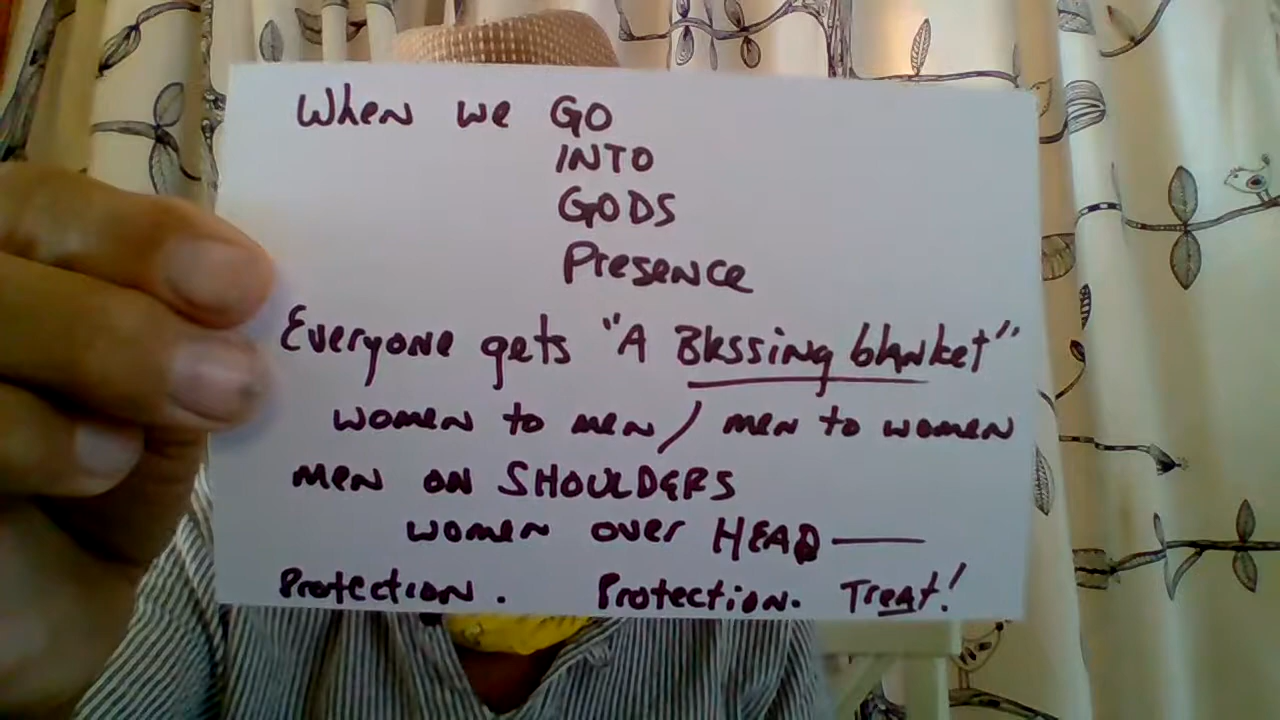 When we GO
INTO
GODS
Presence
Everyone gets "A Blessing blanket"
women to men / men to women
men on SHOULDERS
women over HEAD —
Protection. Protection. Treat!